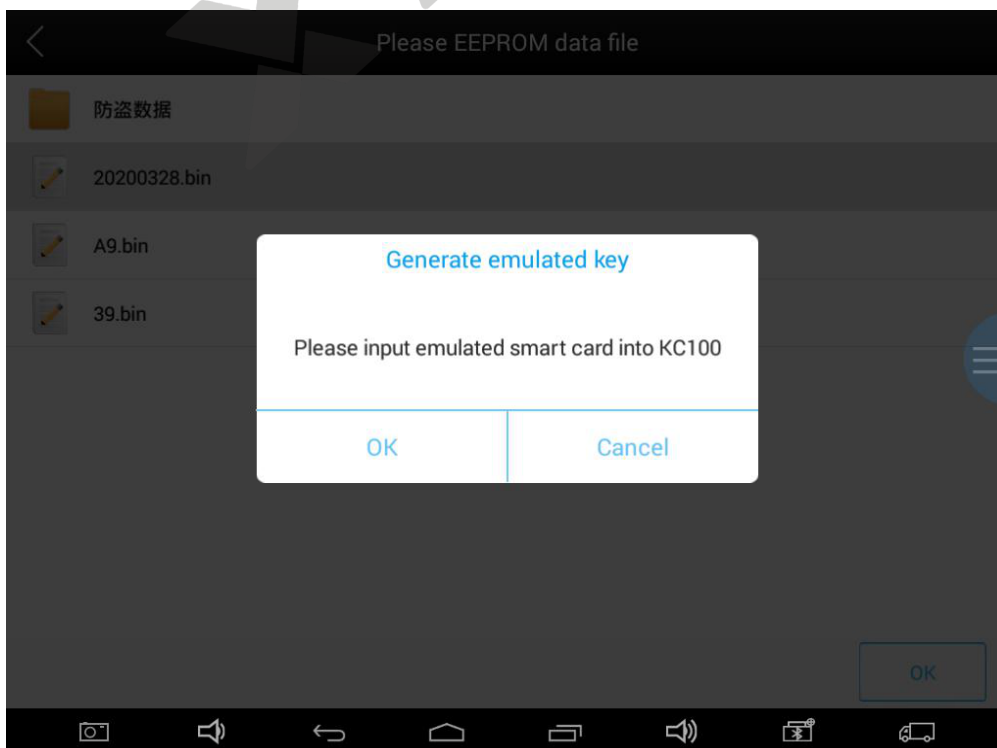 Please EEPROM data file
防盗数据
20200328.bin
A9.bin
39.bin
Generate emulated key
Please input emulated smart card into KC100
OK
Cancel
OK